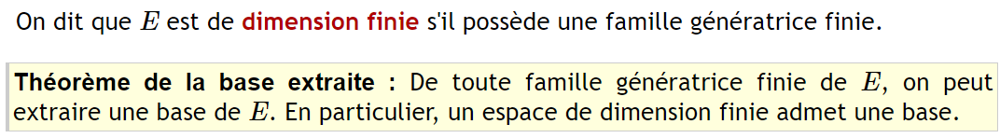 On dit que E est de dimension finie s'il possède une famille génératrice finie.
Théorème de la base extraite : De toute famille génératrice finie de E, on peut
extraire une base de E. En particulier, un espace de dimension finie admet une base.